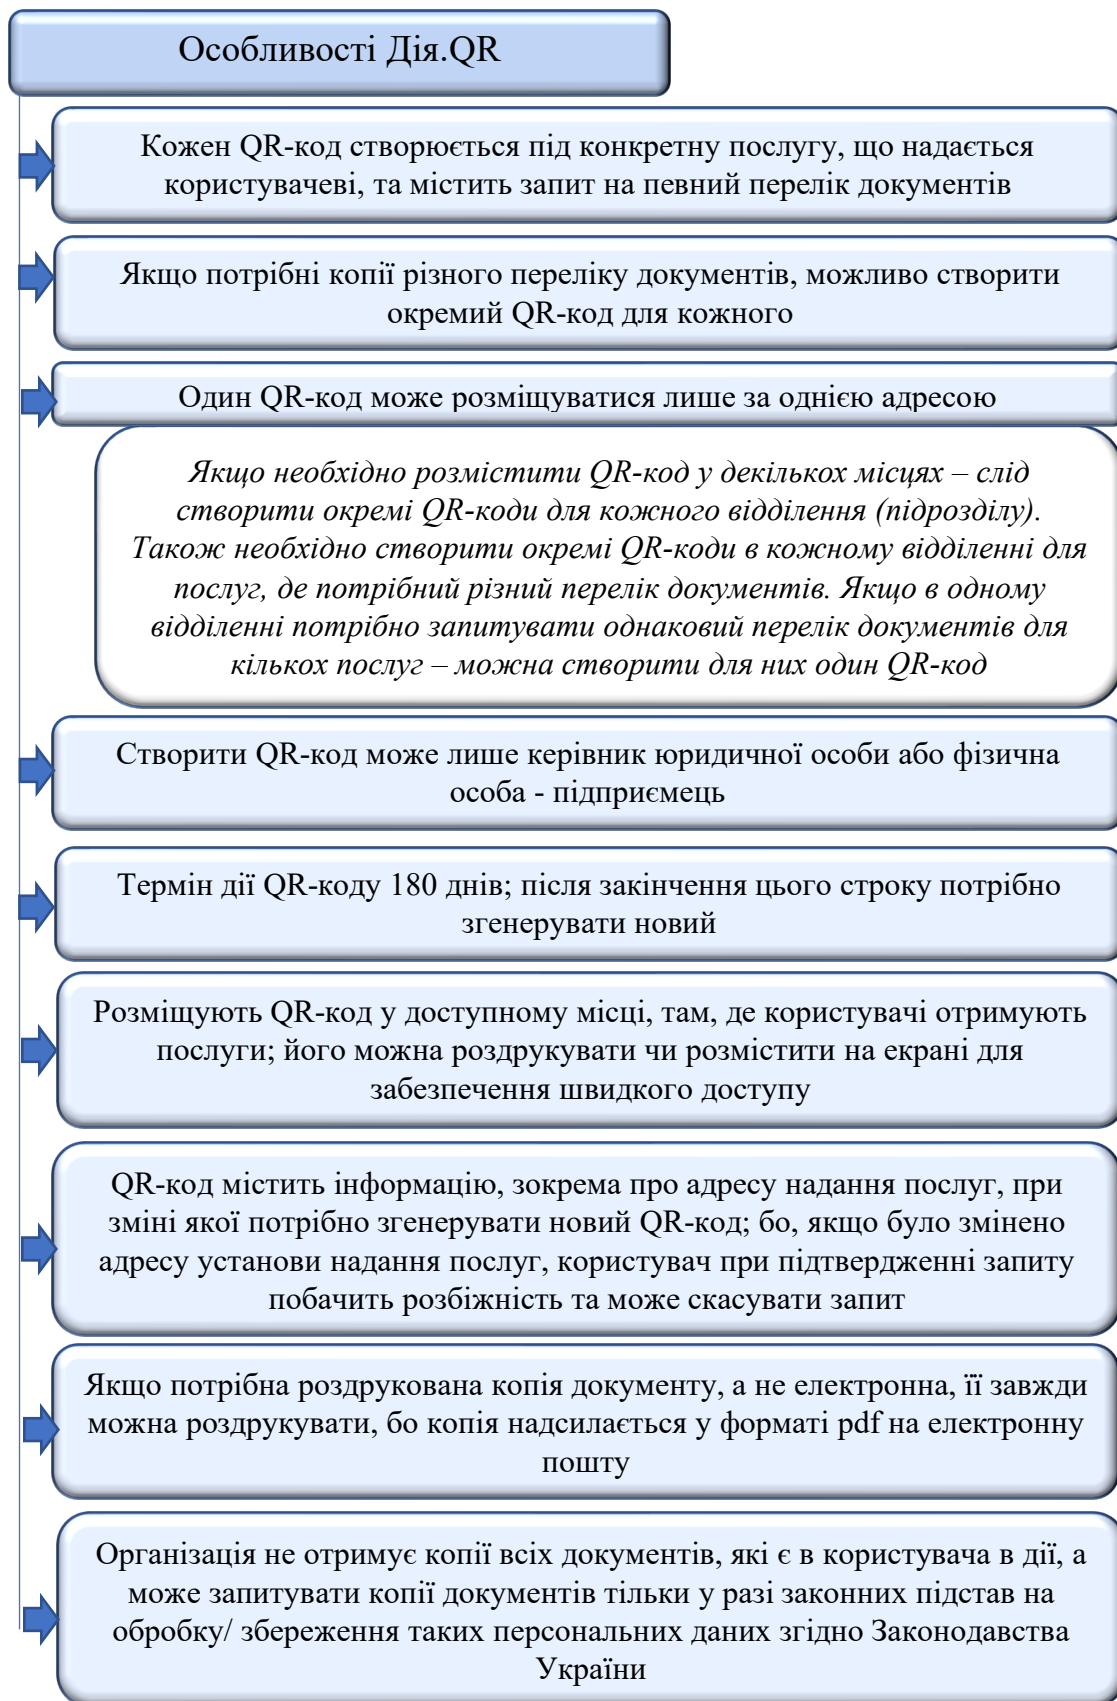 Особливості Дія.QR
Кожен QR-код створюється під конкретну послугу, що надається
користувачеві, та містить запит на певний перелік документів
Якщо потрібні копії різного переліку документів, можливо створити
окремий QR-код для кожного
Один QR-код може розміщуватися лише за однією адресою
Якщо необхідно розмістити QR-код у декількох місцях – слід
створити окремі QR-коди для кожного відділення (підрозділу).
Також необхідно створити окремі QR-коди в кожному відділенні для
послуг, де потрібний різний перелік документів. Якщо в одному
відділенні потрібно запитувати однаковий перелік документів для
кількох послуг – можна створити для них один QR-код
Створити QR-код може лише керівник юридичної особи або фізична
особа - підприємець
Термін дії QR-коду 180 днів; після закінчення цього строку потрібно
згенерувати новий
Розміщують QR-код у доступному місці, там, де користувачі отримують
послуги; його можна роздрукувати чи розмістити на екрані для
забезпечення швидкого доступу
QR-код містить інформацію, зокрема про адресу надання послуг, при
зміні якої потрібно згенерувати новий QR-код; бо, якщо було змінено
адресу установи надання послуг, користувач при підтвердженні запиту
побачить розбіжність та може скасувати запит
Якщо потрібна роздрукована копія документу, а не електронна, її завжди
можна роздрукувати, бо копія надсилається у форматі pdf на електронну
пошту
Організація не отримує копії всіх документів, які є в користувача в дії, а
може запитувати копії документів тільки у разі законних підстав на
обробку/ збереження таких персональних даних згідно Законодавства
України